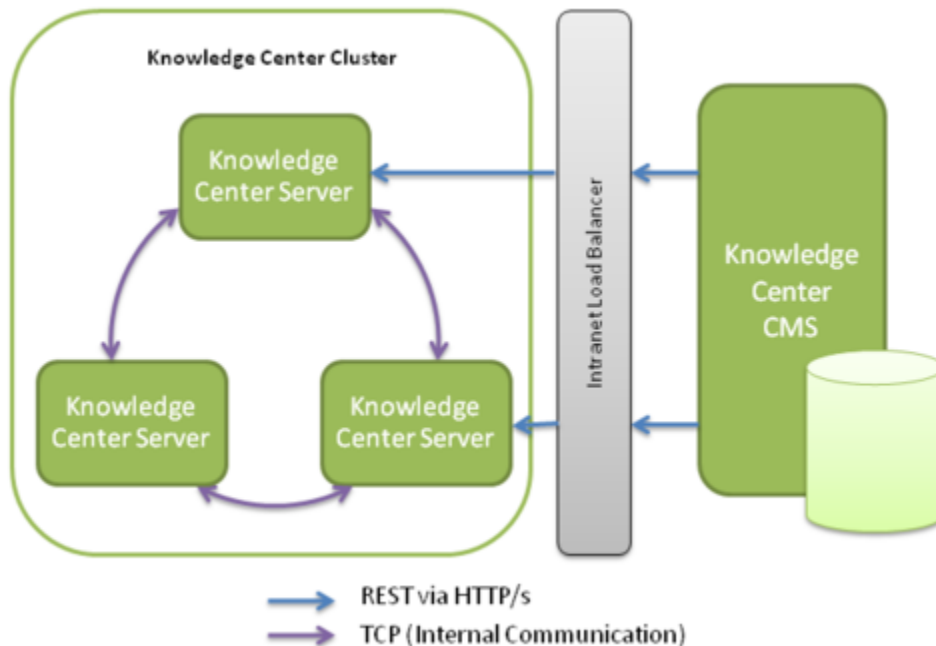 Knowledge Center Cluster
Knowledge
Center Server
Knowledge
Center Server
Knowledge
Center Server
Intranet Load Balancer
Knowledge
Center
CMS
REST via HTTP/s
TCP (Internal Communication)